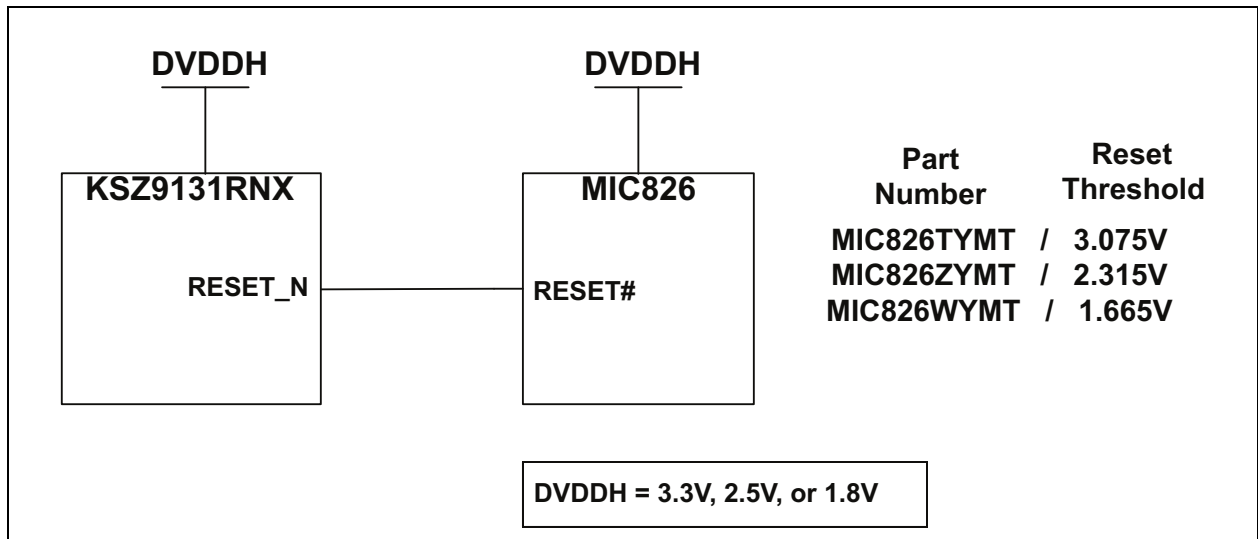 DVDDH
DVDDH
KSZ9131RNX
MIC826
RESET_N
RESET#
Part Number
Reset Threshold
MIC826TYMT / 3.075V
MIC826ZYMT / 2.315V
MIC826WYMT / 1.665V
DVDDH = 3.3V, 2.5V, or 1.8V